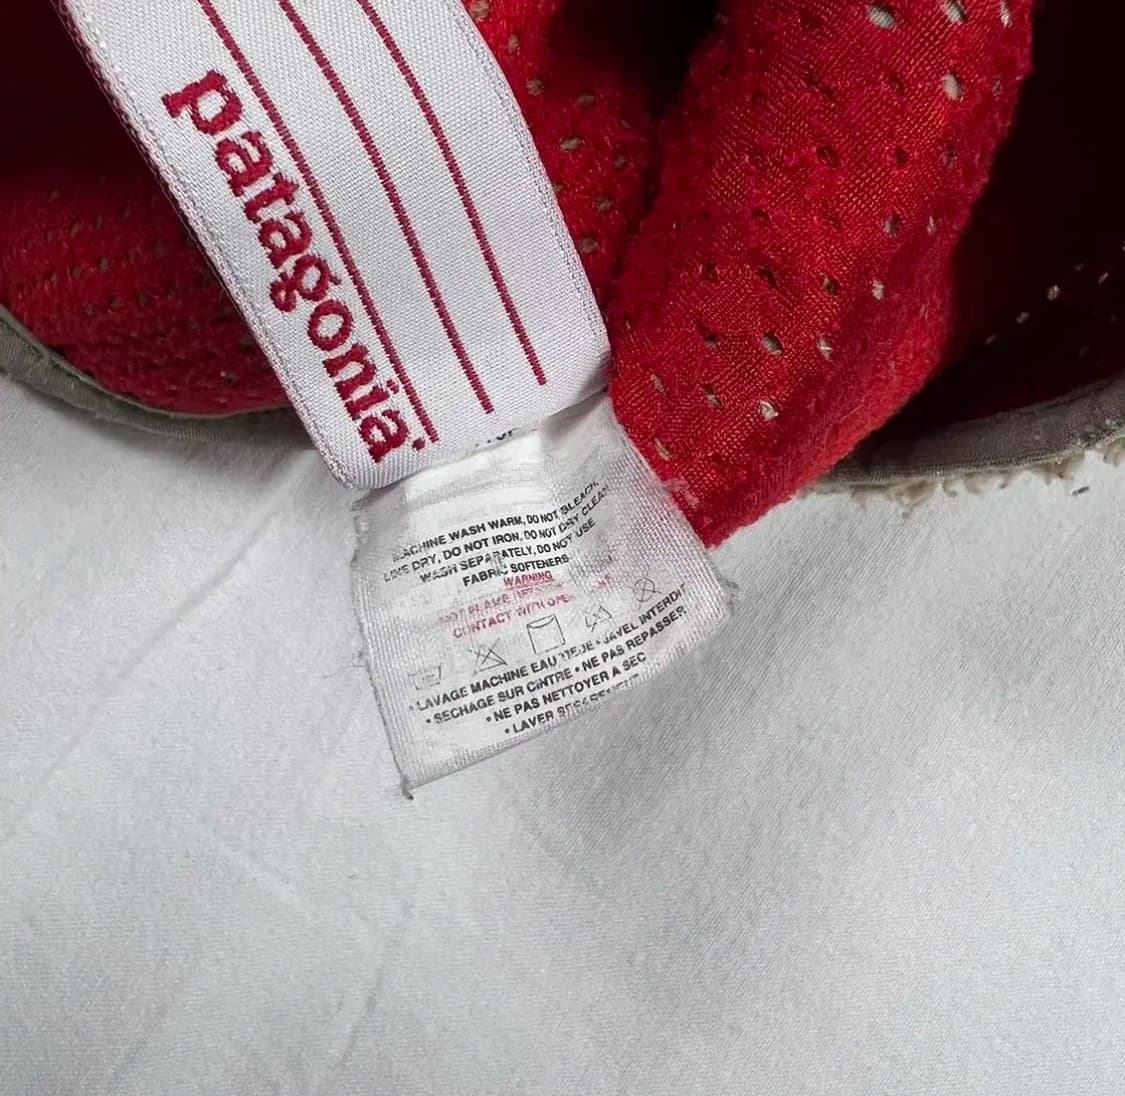 patagonia
MACHINE WASH WARM, DO NOT BLEACH,
LINE DRY, DO NOT IRON, DO NOT DRY CLEAN
WASH SEPARATELY, DO NOT USE
FABRIC SOFTENERS.
WARNING
CONTACT WITH OPEN
• LAVAGE MACHINE EAU TIEDE • JAVEL INTERDIT
• SECHAGE SUR CINTRE • NE PAS REPASSER
• NE PAS NETTOYER A SEC
• LAVER SEPAREMENT